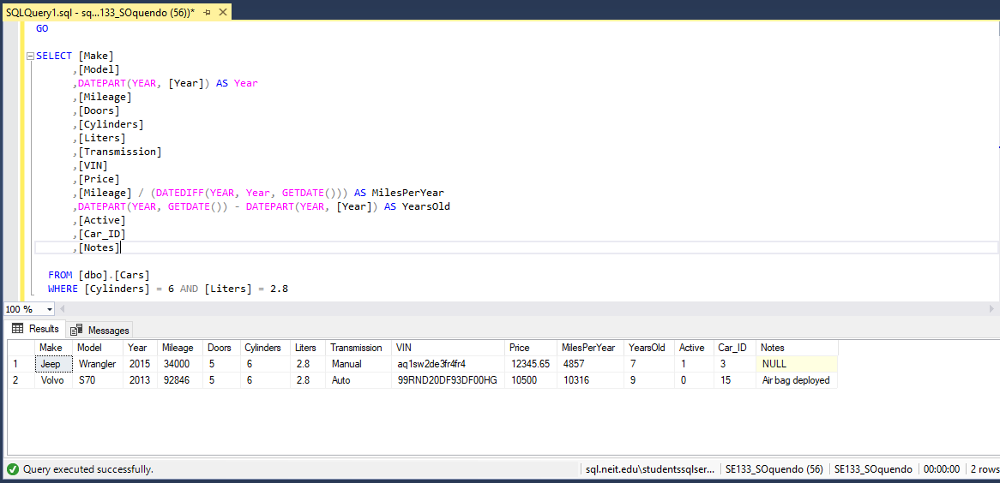 SQLQuery1.sql - sq...133_SOquendo (56))*
GO
SELECT [Make]
,[Model]
,DATEPART(YEAR, [Year]) AS Year
,[Mileage]
,[Doors]
,[Cylinders]
,[Liters]
,[Transmission]
,[VIN]
,[Price]
,[Mileage] / (DATEDIFF(YEAR, Year, GETDATE())) AS MilesPerYear
,DATEPART(YEAR, GETDATE()) - DATEPART(YEAR, [Year]) AS YearsOld
,[Active]
,[Car_ID]
,[Notes]
FROM [dbo].[Cars]
WHERE [Cylinders] = 6 AND [Liters] = 2.8
100 %
Results Messages
Make Model Year Mileage Doors Cylinders Liters Transmission VIN Price MilesPerYear YearsOld Active Car_ID Notes
1 Jeep Wrangler 2015 34000 5 6 2.8 Manual aq1sw2de3fr4fr4 12345.65 4857 7 1 3 NULL
2 Volvo S70 2013 92846 5 6 2.8 Auto 99RND20DF93DF00HG 10500 10316 9 0 15 Air bag deployed
Query executed successfully. sql.neit.edu\studentssqlser... SE133_SOquendo (56) SE133_SOquendo 00:00:00 2 rows